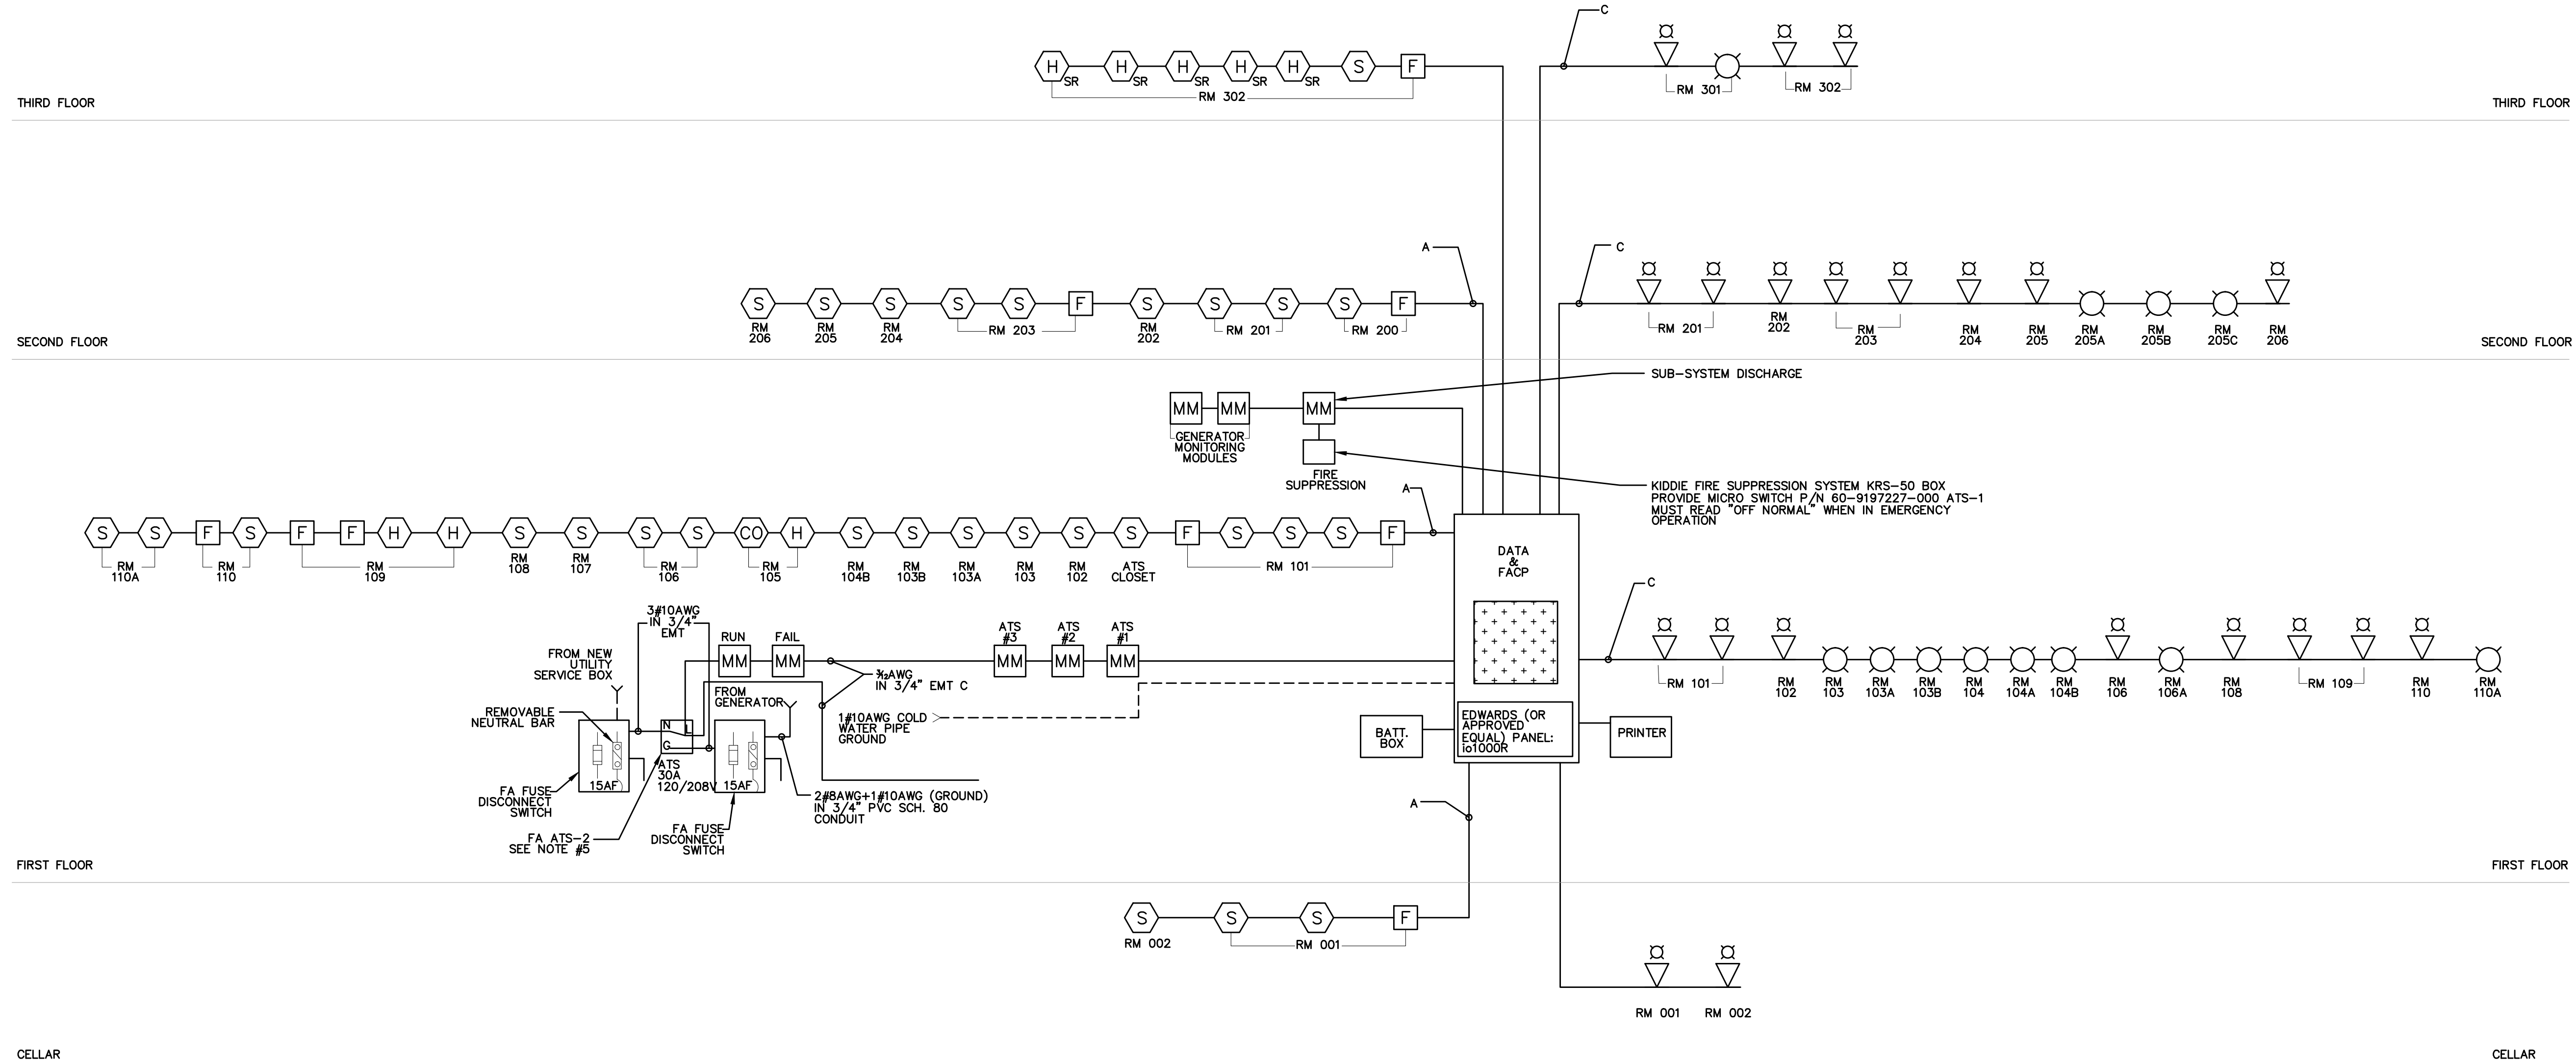 C
H
SR
H
SR
H
SR
H
SR
H
SR
S
F
RM 302
RM 301
RM 302
THIRD FLOOR
THIRD FLOOR
A
C
S
S
S
S
S
F
S
S
S
S
F
RM
206
RM
205
RM
204
RM 203
RM
202
RM 201
RM 200
RM 201
RM
202
RM
203
RM
204
RM
205
RM
205A
RM
205B
RM
205C
RM
206
SECOND FLOOR
SECOND FLOOR
SUB-SYSTEM DISCHARGE
MM
MM
MM
GENERATOR
MONITORING
MODULES
FIRE
SUPPRESSION
KIDDIE FIRE SUPPRESSION SYSTEM KRS-50 BOX
PROVIDE MICRO SWITCH P/N 60-9197227-000 ATS-1
MUST READ "OFF NORMAL" WHEN IN EMERGENCY
OPERATION
A
S
S
F
S
F
F
H
H
S
S
S
S
CO
H
S
S
S
S
S
S
F
S
S
S
F
RM
110A
RM
110
RM
109
RM
108
RM
107
RM
106
RM
105
RM
104B
RM
103B
RM
103A
RM
103
RM
102
ATS
CLOSET
RM 101
DATA
&
FACP
C
3#10AWG
IN 3/4"
EMT
RUN
MM
FAIL
MM
ATS
#3
MM
ATS
#2
MM
ATS
#1
MM
FROM NEW
UTILITY
SERVICE BOX
AWG
IN 3/4" EMT C
FROM
GENERATOR
REMOVABLE
NEUTRAL BAR
1#10AWG COLD
WATER PIPE
GROUND
N
L
G
ATS
30A
120/208V
15AF
15AF
FA FUSE
DISCONNECT
SWITCH
2#8AWG+1#10AWG (GROUND)
IN 3/4" PVC SCH. 80
CONDUIT
FA ATS-2
SEE NOTE #5
FA FUSE
DISCONNECT
SWITCH
BATT.
BOX
EDWARDS (OR
APPROVED
EQUAL) PANEL:
io1000R
PRINTER
RM 101
RM
102
RM
103
RM
103A
RM
103B
RM
104
RM
104A
RM
104B
RM
106
RM
106A
RM
108
RM 109
RM
110
RM
110A
A
FIRST FLOOR
FIRST FLOOR
S
S
S
F
RM 002
RM 001
RM 001
RM 002
CELLAR
CELLAR